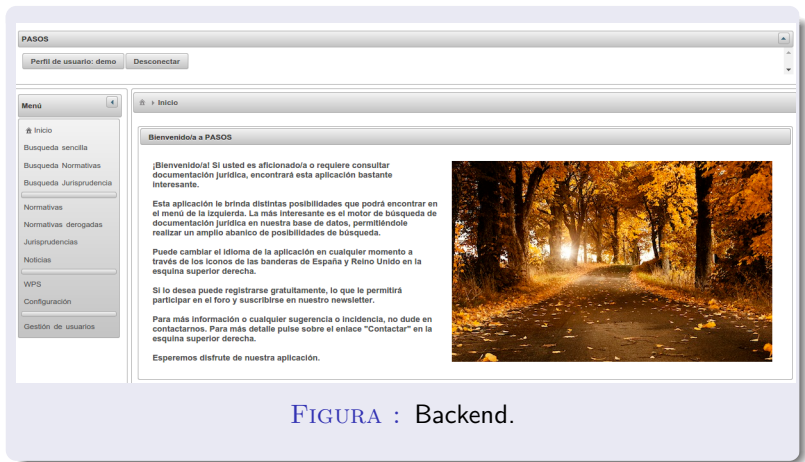 PASOS
Perfil de usuario: demo Desconectar
Menú
Inicio
Busqueda sencilla
Busqueda Normativas
Busqueda Jurisprudencia
Normativas
Normativas derogadas
Jurisprudencias
Noticias
WPS
Configuración
Gestión de usuarios
Inicio
Bienvenido/a a PASOS
¡Bienvenido/a! Si usted es aficionado/a o requiere consultar
documentación jurídica, encontrará esta aplicación bastante
interesante.
Esta aplicación le brinda distintas posibilidades que podrá encontrar en
el menú de la izquierda. La más interesante es el motor de búsqueda de
documentación jurídica en nuestra base de datos, permitiéndole
realizar un amplio abanico de posibilidades de búsqueda.
Puede cambiar el idioma de la aplicación en cualquier momento a
través de los iconos de las banderas de España y Reino Unido en la
esquina superior derecha.
Si lo desea puede registrarse gratuitamente, lo que le permitirá
participar en el foro y suscribirse en nuestro newsletter.
Para más información o cualquier sugerencia o incidencia, no dude en
contactarnos. Para más detalle pulse sobre el enlace "Contactar" en la
esquina superior derecha.
Esperemos disfrute de nuestra aplicación.
FIGURA : Backend.